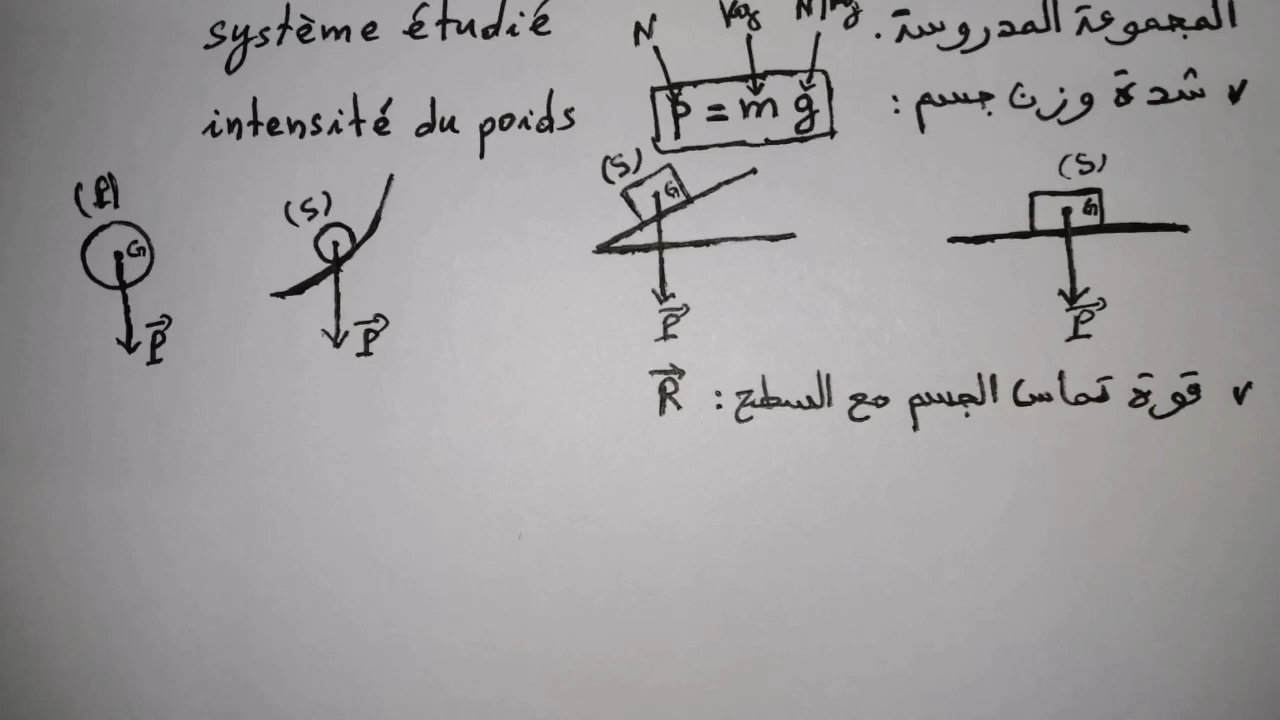 système étudié
المجموعة المدروسة.
N Kg N/Kg
intensité du poids
P = m g
✓ شدة وزن جسم :
(S) G P
(S) P
(S) G P
(S) G P
✓ قوة تماس الجسم مع السطح : R